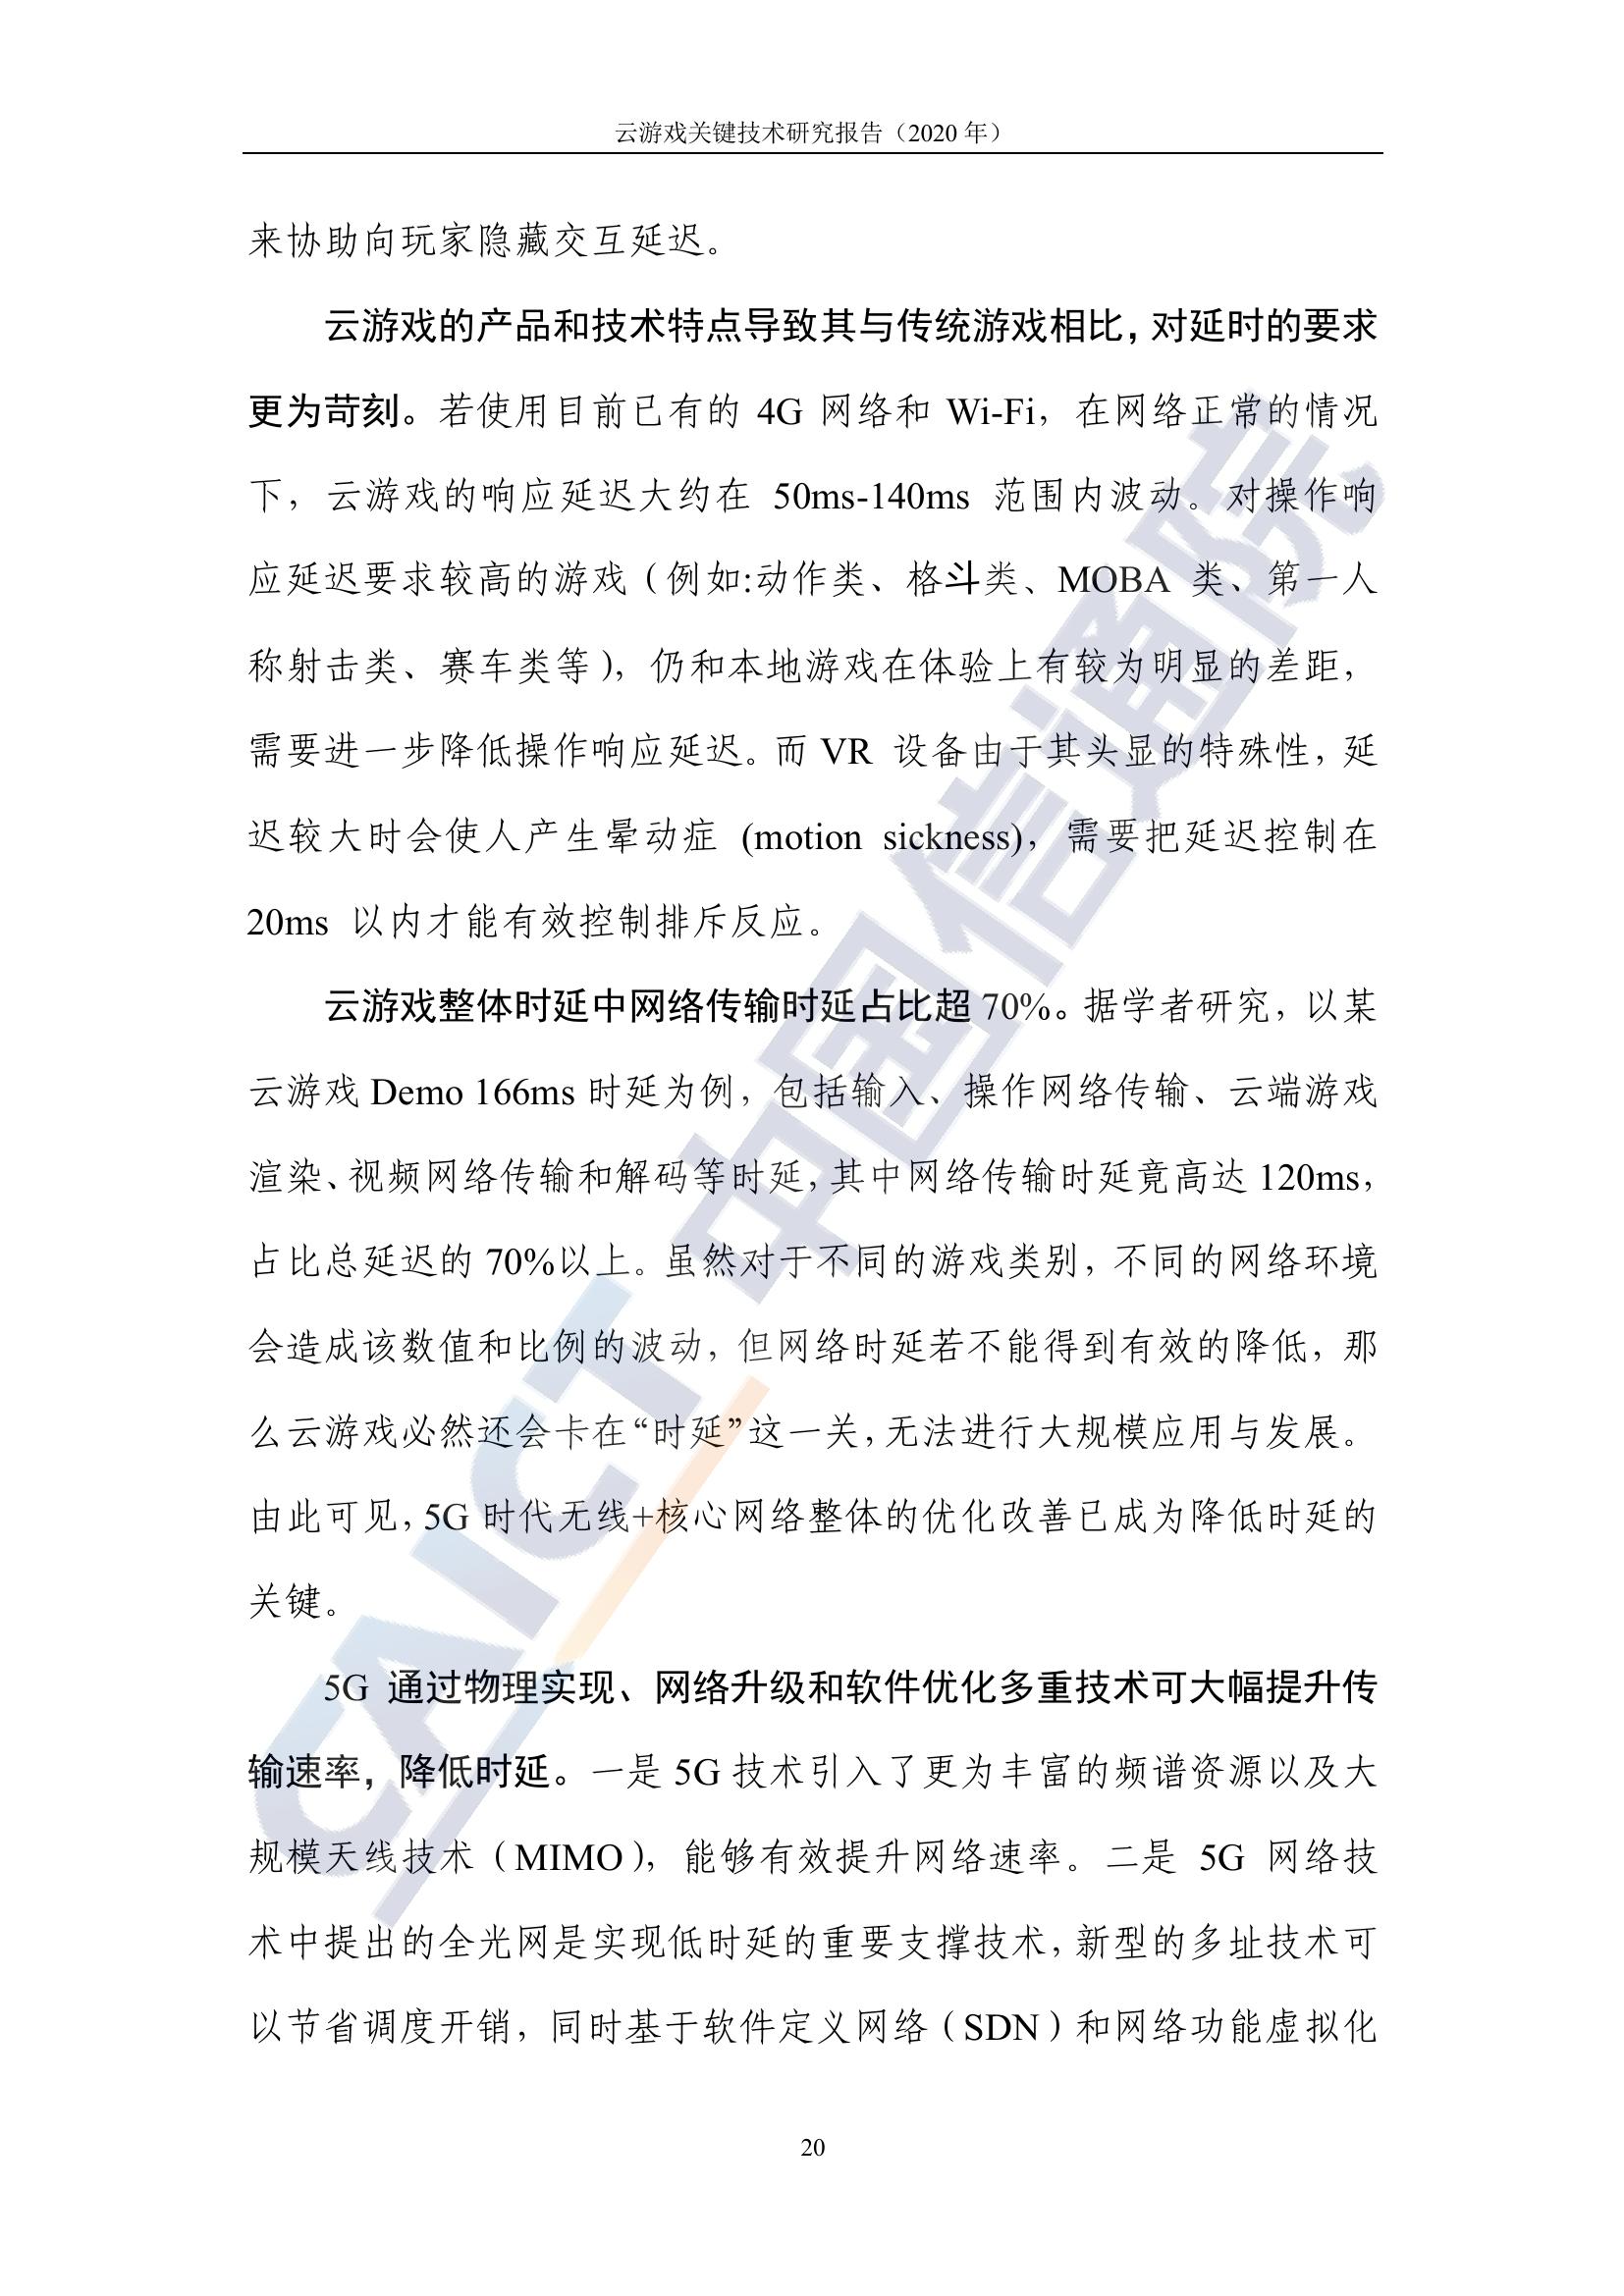 云游戏关键技术研究报告（2020 年）
来协助向玩家隐藏交互延迟。
云游戏的产品和技术特点导致其与传统游戏相比，对延时的要求
更为苛刻。若使用目前已有的 4G 网络和 Wi-Fi，在网络正常的情况
下，云游戏的响应延迟大约在 50ms-140ms 范围内波动。对操作响
应延迟要求较高的游戏（例如:动作类、格斗类、MOBA 类、第一人
称射击类、赛车类等），仍和本地游戏在体验上有较为明显的差距，
需要进一步降低操作响应延迟。而 VR 设备由于其头显的特殊性，延
迟较大时会使人产生晕动症 (motion sickness)，需要把延迟控制在
20ms 以内才能有效控制排斥反应。
云游戏整体时延中网络传输时延占比超 70%。据学者研究，以某
云游戏 Demo 166ms 时延为例，包括输入、操作网络传输、云端游戏
渲染、视频网络传输和解码等时延，其中网络传输时延竟高达 120ms，
占比总延迟的 70%以上。虽然对于不同的游戏类别，不同的网络环境
会造成该数值和比例的波动，但网络时延若不能得到有效的降低，那
么云游戏必然还会卡在“时延”这一关，无法进行大规模应用与发展。
由此可见，5G 时代无线+核心网络整体的优化改善已成为降低时延的
关键。
5G 通过物理实现、网络升级和软件优化多重技术可大幅提升传
输速率，降低时延。一是 5G 技术引入了更为丰富的频谱资源以及大
规模天线技术（MIMO），能够有效提升网络速率。二是 5G 网络技
术中提出的全光网是实现低时延的重要支撑技术，新型的多址技术可
以节省调度开销，同时基于软件定义网络（SDN）和网络功能虚拟化
20
CAICT 中国信通院